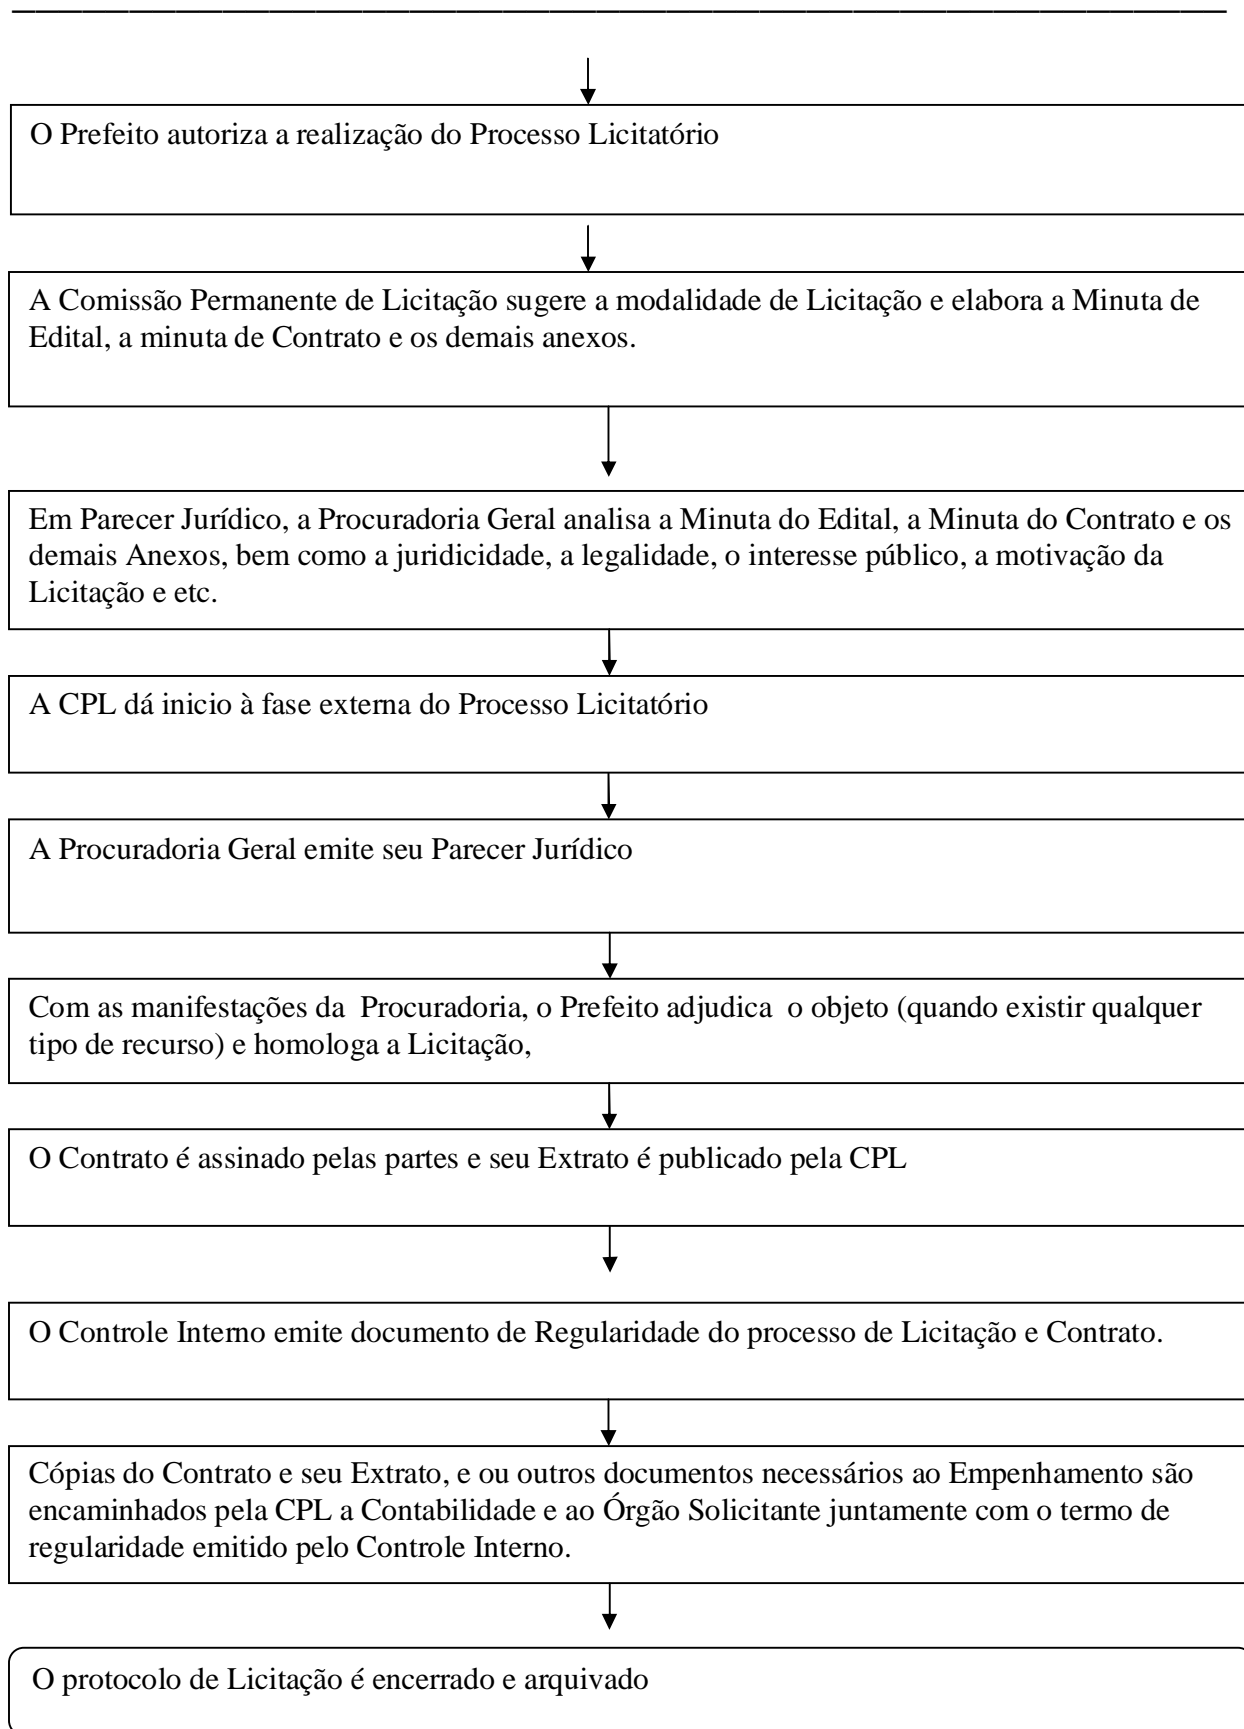 O Prefeito autoriza a realização do Processo Licitatório
A Comissão Permanente de Licitação sugere a modalidade de Licitação e elabora a Minuta de
Edital, a minuta de Contrato e os demais anexos.
Em Parecer Jurídico, a Procuradoria Geral analisa a Minuta do Edital, a Minuta do Contrato e os
demais Anexos, bem como a juridicidade, a legalidade, o interesse público, a motivação da
Licitação e etc.
A CPL dá inicio à fase externa do Processo Licitatório
A Procuradoria Geral emite seu Parecer Jurídico
Com as manifestações da  Procuradoria, o Prefeito adjudica  o objeto (quando existir qualquer
tipo de recurso) e homologa a Licitação,
O Contrato é assinado pelas partes e seu Extrato é publicado pela CPL
O Controle Interno emite documento de Regularidade do processo de Licitação e Contrato.
Cópias do Contrato e seu Extrato, e ou outros documentos necessários ao Empenhamento são
encaminhados pela CPL a Contabilidade e ao Órgão Solicitante juntamente com o termo de
regularidade emitido pelo Controle Interno.
O protocolo de Licitação é encerrado e arquivado